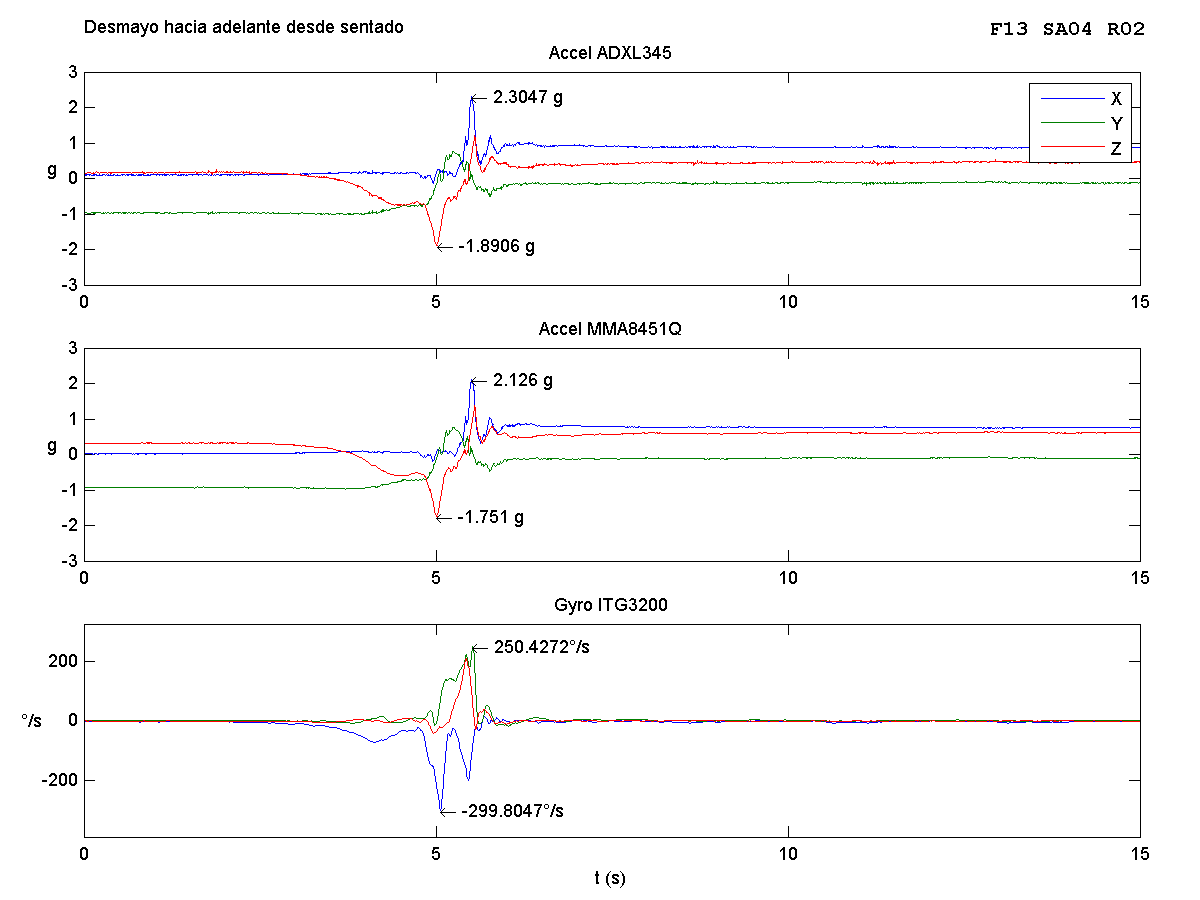 Desmayo hacia adelante desde sentado
F13 SA04 R02
Accel ADXL345
3
2
1
0
-1
-2
-3
g
2.3047 g
-1.8906 g
X
Y
Z
0 5 10 15
Accel MMA8451Q
3
2
1
0
-1
-2
-3
g
2.126 g
-1.751 g
0 5 10 15
Gyro ITG3200
200
0
-200
°/s
250.4272°/s
-299.8047°/s
0 5 10 15
t (s)